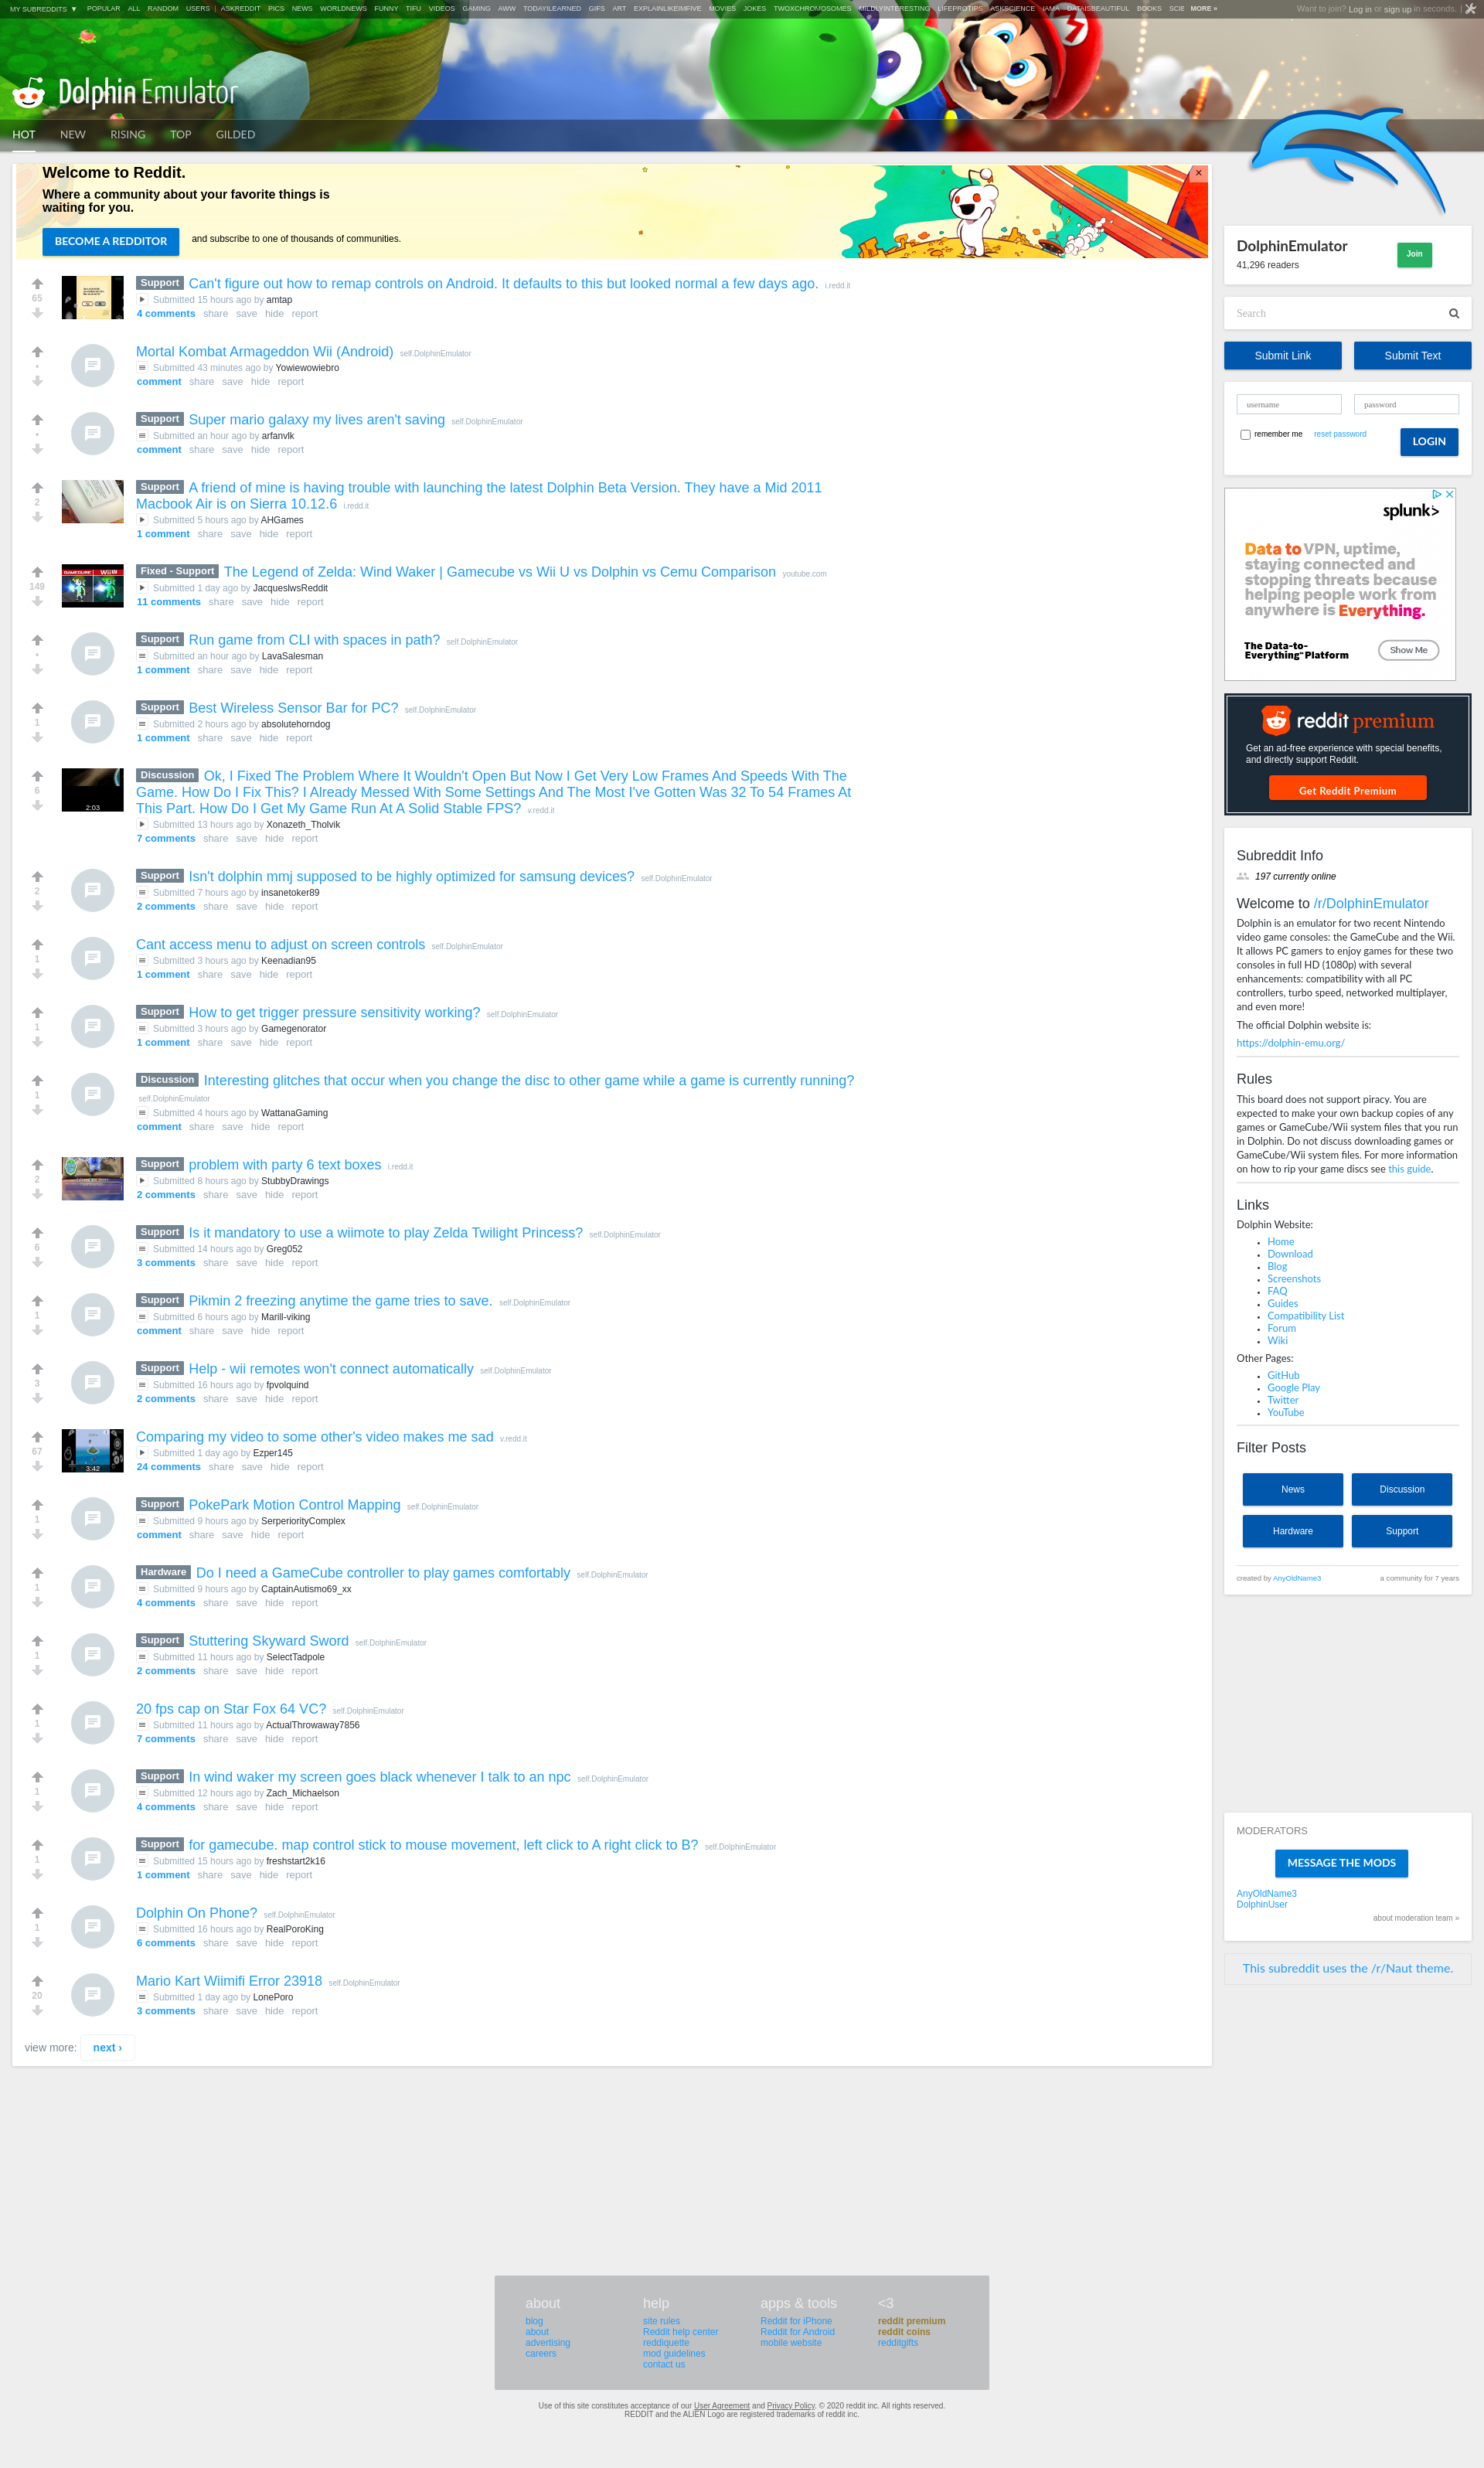 MY SUBREDDITS ▼ POPULAR ALL RANDOM USERS | ASKREDDIT PICS NEWS WORLDNEWS FUNNY TIFU VIDEOS GAMING AWW TODAYILEARNED GIFS ART EXPLAINLIKEIMFIVE MOVIES JOKES TWOXCHROMOSOMES MILDLYINTERESTING LIFEPROTIPS ASKSCIENCE IAMA DATAISBEAUTIFUL BOOKS SCIE MORE »
Want to join? Log in or sign up in seconds. |
Dolphin Emulator
HOT NEW RISING TOP GILDED
Welcome to Reddit.
Where a community about your favorite things is
waiting for you.
BECOME A REDDITOR and subscribe to one of thousands of communities.
×
65
Support Can't figure out how to remap controls on Android. It defaults to this but looked normal a few days ago. i.redd.it
Submitted 15 hours ago by amtap
4 comments share save hide report
•
Mortal Kombat Armageddon Wii (Android) self.DolphinEmulator
Submitted 43 minutes ago by Yowiewowiebro
comment share save hide report
•
Support Super mario galaxy my lives aren't saving self.DolphinEmulator
Submitted an hour ago by arfanvlk
comment share save hide report
2
Support A friend of mine is having trouble with launching the latest Dolphin Beta Version. They have a Mid 2011
Macbook Air is on Sierra 10.12.6 i.redd.it
Submitted 5 hours ago by AHGames
1 comment share save hide report
149
Fixed - Support The Legend of Zelda: Wind Waker | Gamecube vs Wii U vs Dolphin vs Cemu Comparison youtube.com
Submitted 1 day ago by JacqueslwsReddit
11 comments share save hide report
•
Support Run game from CLI with spaces in path? self.DolphinEmulator
Submitted an hour ago by LavaSalesman
1 comment share save hide report
1
Support Best Wireless Sensor Bar for PC? self.DolphinEmulator
Submitted 2 hours ago by absolutehorndog
1 comment share save hide report
6
2:03
Discussion Ok, I Fixed The Problem Where It Wouldn't Open But Now I Get Very Low Frames And Speeds With The
Game. How Do I Fix This? I Already Messed With Some Settings And The Most I've Gotten Was 32 To 54 Frames At
This Part. How Do I Get My Game Run At A Solid Stable FPS? v.redd.it
Submitted 13 hours ago by Xonazeth_Tholvik
7 comments share save hide report
2
Support Isn't dolphin mmj supposed to be highly optimized for samsung devices? self.DolphinEmulator
Submitted 7 hours ago by insanetoker89
2 comments share save hide report
1
Cant access menu to adjust on screen controls self.DolphinEmulator
Submitted 3 hours ago by Keenadian95
1 comment share save hide report
1
Support How to get trigger pressure sensitivity working? self.DolphinEmulator
Submitted 3 hours ago by Gamegenorator
1 comment share save hide report
1
Discussion Interesting glitches that occur when you change the disc to other game while a game is currently running?
self.DolphinEmulator
Submitted 4 hours ago by WattanaGaming
comment share save hide report
2
Support problem with party 6 text boxes i.redd.it
Submitted 8 hours ago by StubbyDrawings
2 comments share save hide report
6
Support Is it mandatory to use a wiimote to play Zelda Twilight Princess? self.DolphinEmulator
Submitted 14 hours ago by Greg052
3 comments share save hide report
1
Support Pikmin 2 freezing anytime the game tries to save. self.DolphinEmulator
Submitted 6 hours ago by Marill-viking
comment share save hide report
3
Support Help - wii remotes won't connect automatically self.DolphinEmulator
Submitted 16 hours ago by fpvolquind
2 comments share save hide report
67
3:42
Comparing my video to some other's video makes me sad v.redd.it
Submitted 1 day ago by Ezper145
24 comments share save hide report
1
Support PokePark Motion Control Mapping self.DolphinEmulator
Submitted 9 hours ago by SerperiorityComplex
comment share save hide report
1
Hardware Do I need a GameCube controller to play games comfortably self.DolphinEmulator
Submitted 9 hours ago by CaptainAutismo69_xx
4 comments share save hide report
1
Support Stuttering Skyward Sword self.DolphinEmulator
Submitted 11 hours ago by SelectTadpole
2 comments share save hide report
1
20 fps cap on Star Fox 64 VC? self.DolphinEmulator
Submitted 11 hours ago by ActualThrowaway7856
7 comments share save hide report
1
Support In wind waker my screen goes black whenever I talk to an npc self.DolphinEmulator
Submitted 12 hours ago by Zach_Michaelson
4 comments share save hide report
1
Support for gamecube. map control stick to mouse movement, left click to A right click to B? self.DolphinEmulator
Submitted 15 hours ago by freshstart2k16
1 comment share save hide report
1
Dolphin On Phone? self.DolphinEmulator
Submitted 16 hours ago by RealPoroKing
6 comments share save hide report
20
Mario Kart Wiimifi Error 23918 self.DolphinEmulator
Submitted 1 day ago by LonePoro
3 comments share save hide report
view more: next ›
DolphinEmulator
41,296 readers
Join
Search
Submit Link Submit Text
username password
remember me reset password LOGIN
splunk>
Data to VPN, uptime,
staying connected and
stopping threats because
helping people work from
anywhere is Everything.
The Data-to-
Everything™ Platform
Show Me
reddit premium
Get an ad-free experience with special benefits,
and directly support Reddit.
Get Reddit Premium
Subreddit Info
197 currently online
Welcome to /r/DolphinEmulator
Dolphin is an emulator for two recent Nintendo
video game consoles: the GameCube and the Wii.
It allows PC gamers to enjoy games for these two
consoles in full HD (1080p) with several
enhancements: compatibility with all PC
controllers, turbo speed, networked multiplayer,
and even more!
The official Dolphin website is:
https://dolphin-emu.org/
Rules
This board does not support piracy. You are
expected to make your own backup copies of any
games or GameCube/Wii system files that you run
in Dolphin. Do not discuss downloading games or
GameCube/Wii system files. For more information
on how to rip your game discs see this guide.
Links
Dolphin Website:
• Home
• Download
• Blog
• Screenshots
• FAQ
• Guides
• Compatibility List
• Forum
• Wiki
Other Pages:
• GitHub
• Google Play
• Twitter
• YouTube
Filter Posts
News Discussion
Hardware Support
created by AnyOldName3 a community for 7 years
MODERATORS
MESSAGE THE MODS
AnyOldName3
DolphinUser
about moderation team »
This subreddit uses the /r/Naut theme.
about
blog
about
advertising
careers
help
site rules
Reddit help center
reddiquette
mod guidelines
contact us
apps & tools
Reddit for iPhone
Reddit for Android
mobile website
<3
reddit premium
reddit coins
redditgifts
Use of this site constitutes acceptance of our User Agreement and Privacy Policy. © 2020 reddit inc. All rights reserved.
REDDIT and the ALIEN Logo are registered trademarks of reddit inc.